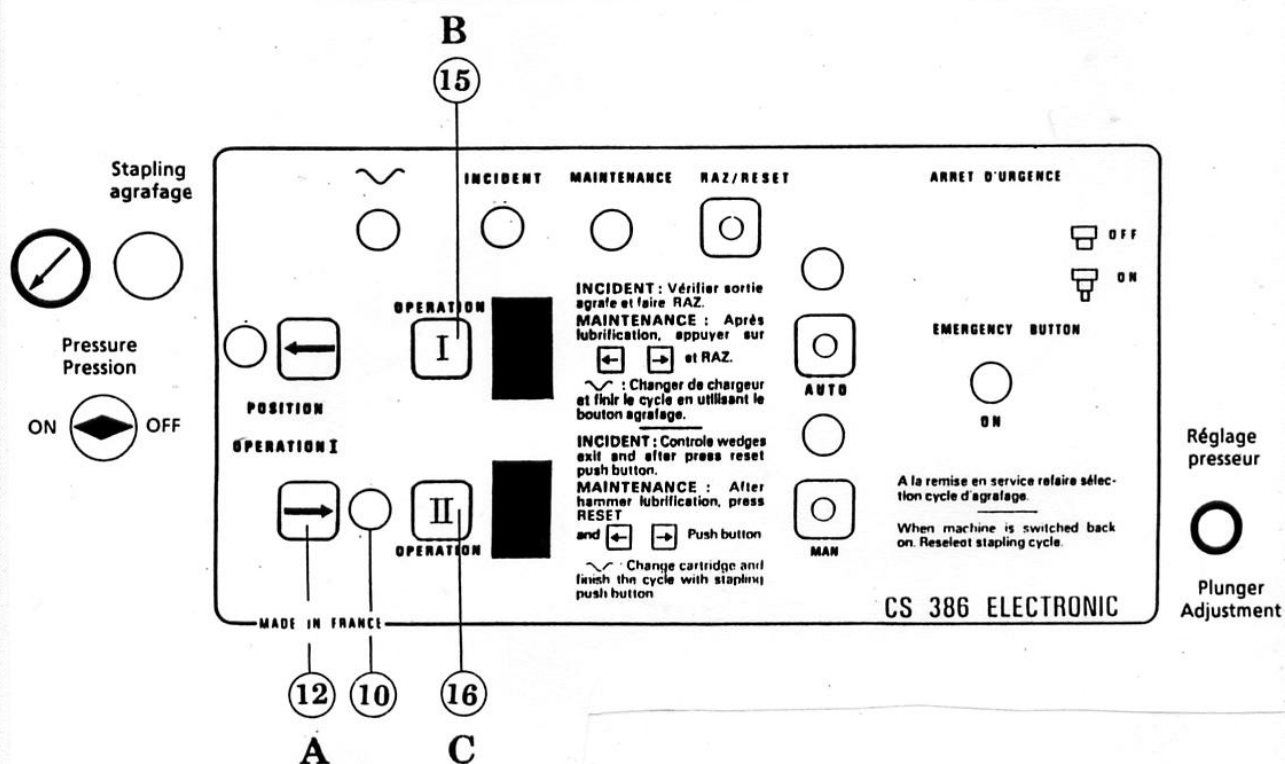 B
15
Stapling
agrafage
INCIDENT
MAINTENANCE
RAZ/RESET
ARRET D'URGENCE
OFF
ON
Pressure
Pression
ON
OFF
POSITION
OPERATION I
OPERATION
I
II
OPERATION
INCIDENT : Vérifier sortie
agrafe et faire RAZ.
MAINTENANCE : Après
lubrification, appuyer sur
et RAZ.
: Changer de chargeur
et finir le cycle en utilisant le
bouton agrafage.
INCIDENT : Controle wedges
exit and after press reset
push button.
MAINTENANCE : After
hammer lubrification, press
RESET
and Push button
: Change cartridge and
finish the cycle with stapling
push button
AUTO
MAN
EMERGENCY BUTTON
ON
A la remise en service refaire sélec-
tion cycle d'agrafage.
When machine is switched back
on. Reselect stapling cycle.
CS 386 ELECTRONIC
MADE IN FRANCE
Réglage
presseur
Plunger
Adjustment
12
10
16
A
C